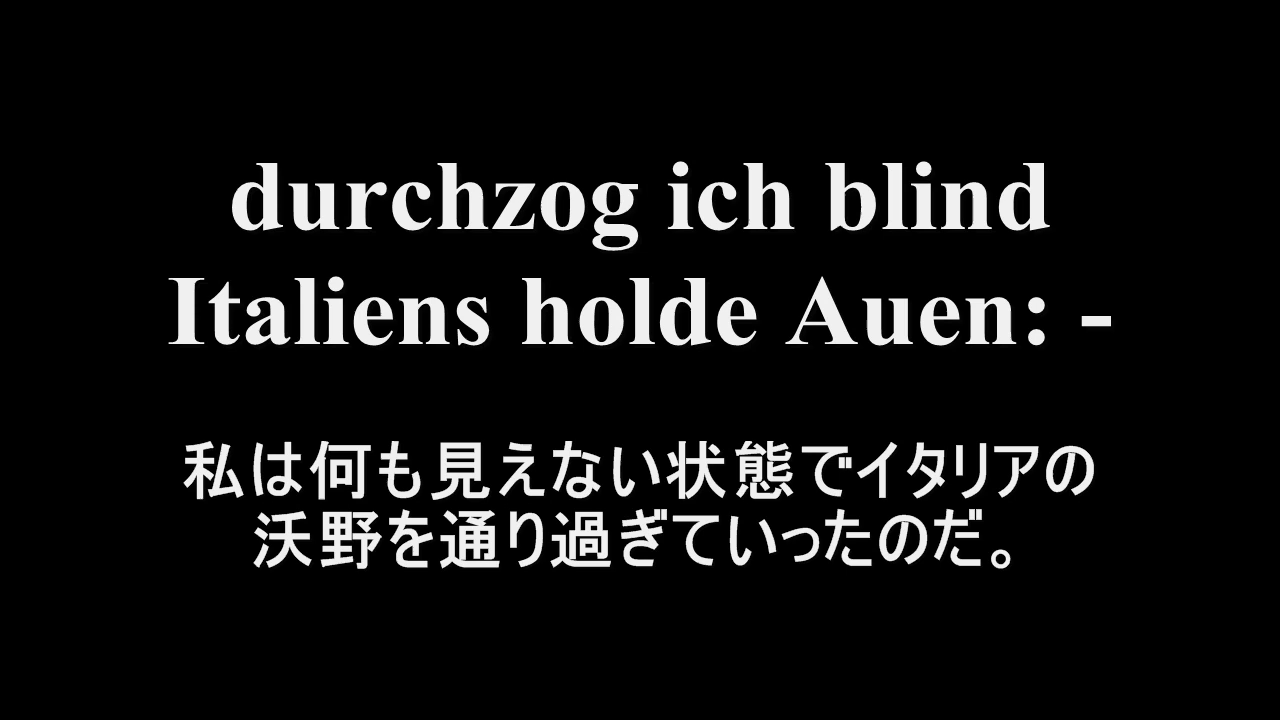 durchzog ich blind
Italiens holde Auen: -
私は何も見えない状態でイタリアの
沃野を通り過ぎていったのだ。